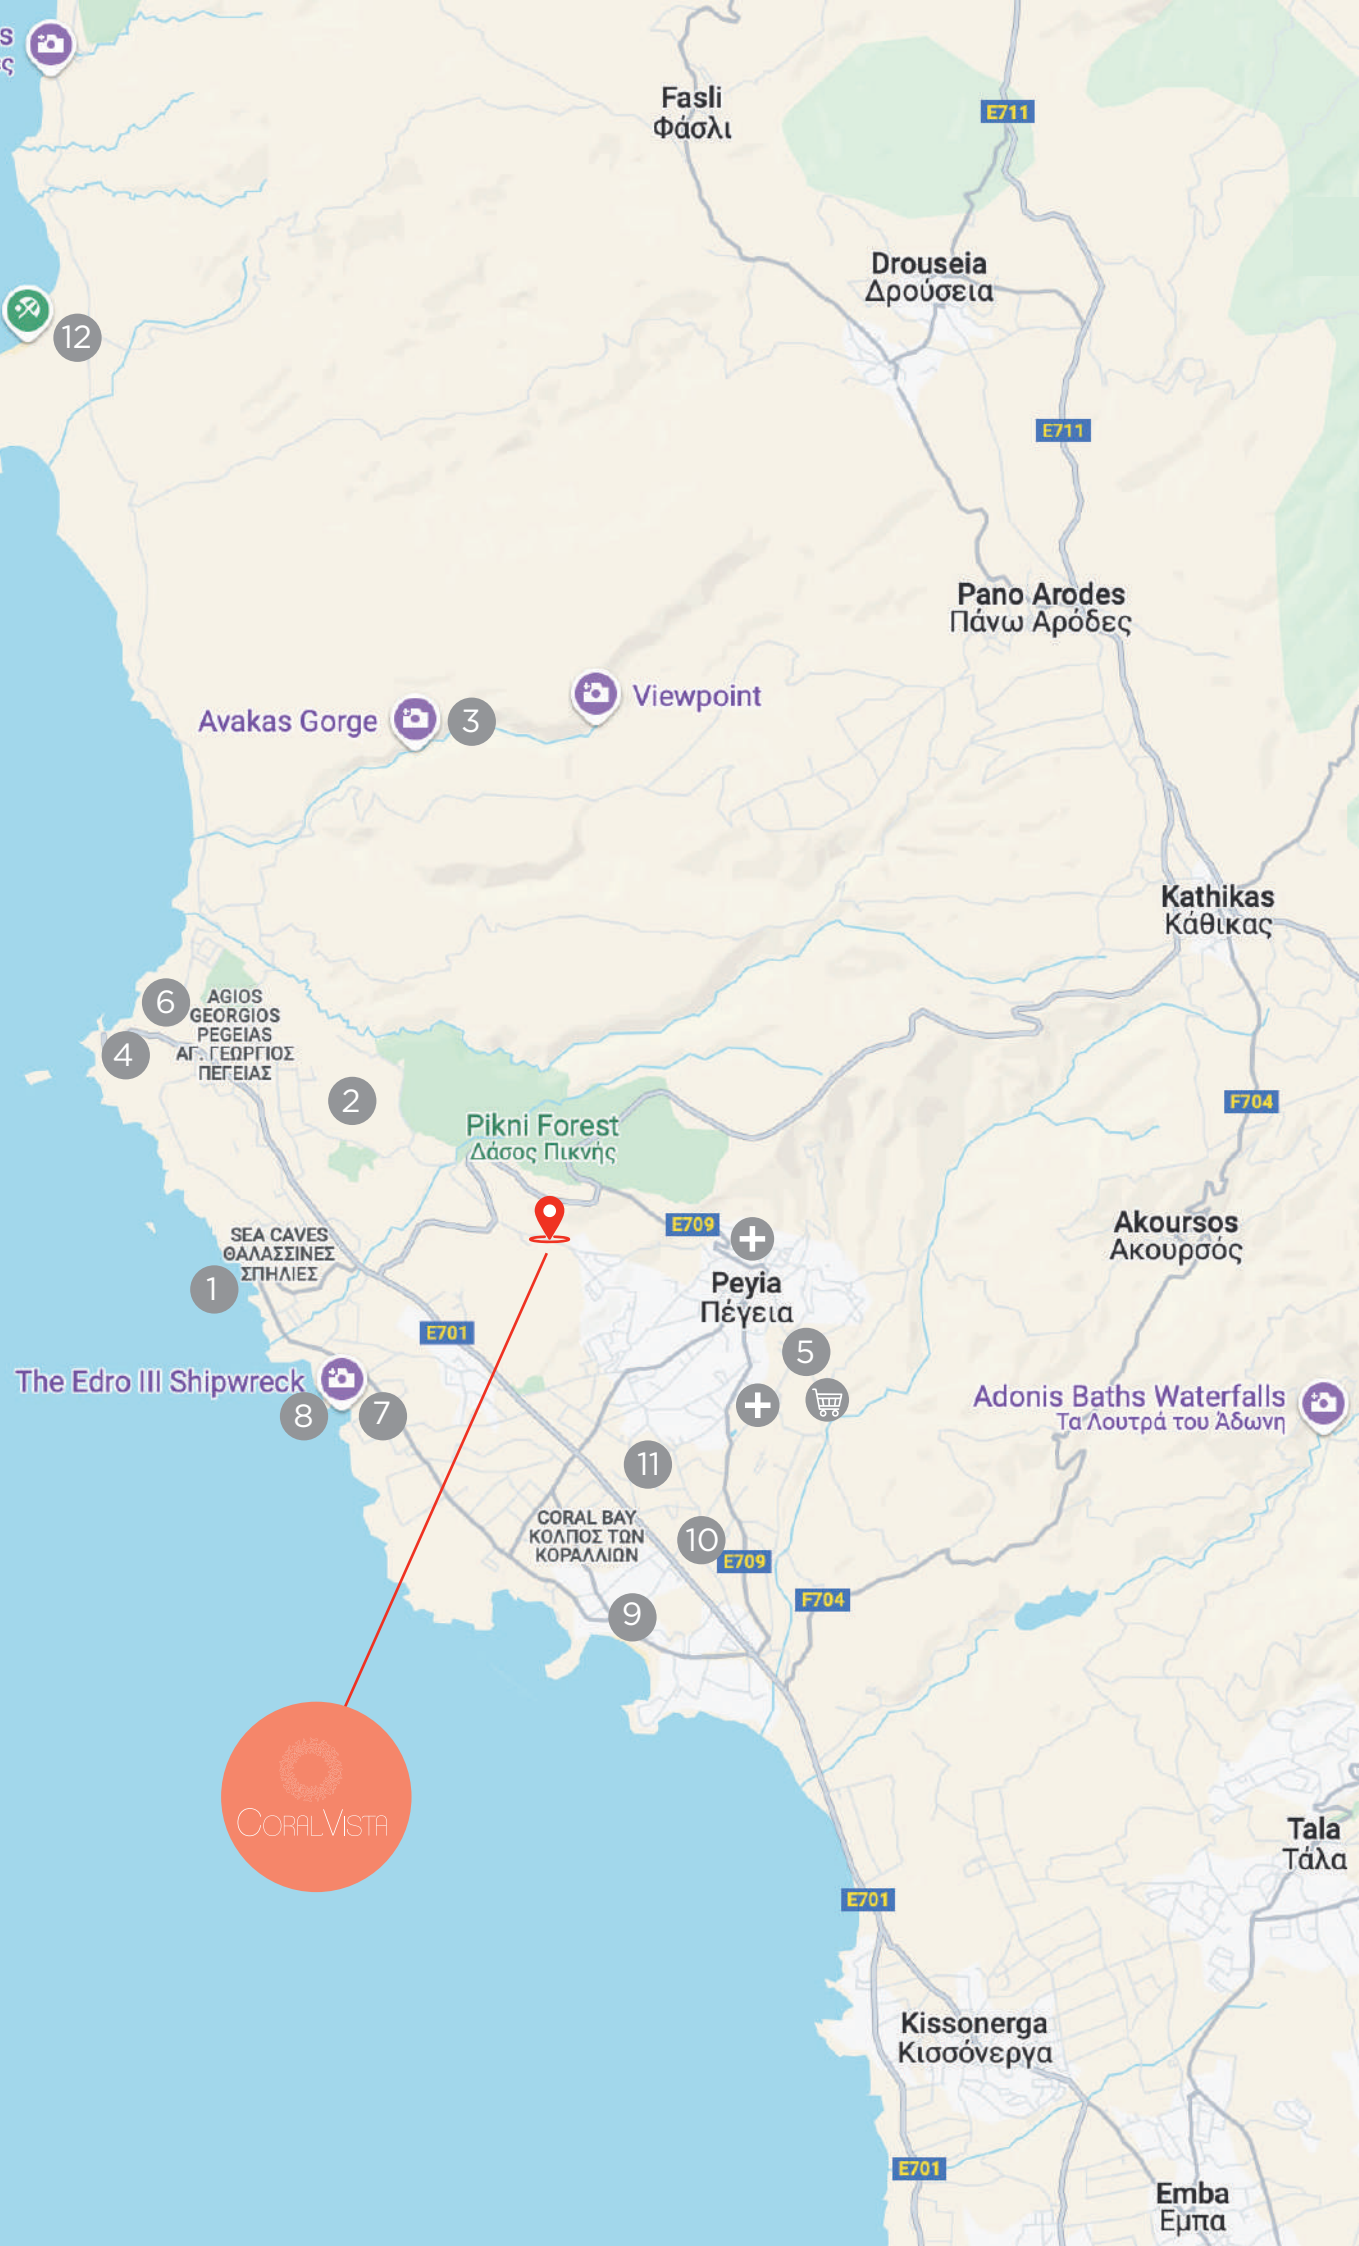 s
ς
Fasli
Φάσλι
E711
Drouseia
Δρούσεια
12
E711
Pano Arodes
Πάνω Αρόδες
Viewpoint
Avakas Gorge
3
Kathikas
Κάθικας
6
AGIOS
GEORGIOS
PEGEIAS
ΑΓ. ΓΕΩΡΓΙΟΣ
ΠΕΓΕΙΑΣ
4
2
F704
Pikni Forest
Δάσος Πικνής
E709
Akoursos
Ακουρσός
SEA CAVES
ΘΑΛΑΣΣΙΝΕΣ
ΣΠΗΛΙΕΣ
1
Peyia
Πέγεια
E701
5
The Edro III Shipwreck
8
7
Adonis Baths Waterfalls
Τα Λουτρά του Άδωνη
11
CORAL BAY
ΚΟΛΠΟΣ ΤΩΝ
ΚΟΡΑΛΛΙΩΝ
10
E709
F704
9
CORALVISTA
Tala
Τάλα
E701
Kissonerga
Κισσόνεργα
E701
Emba
Εμπα